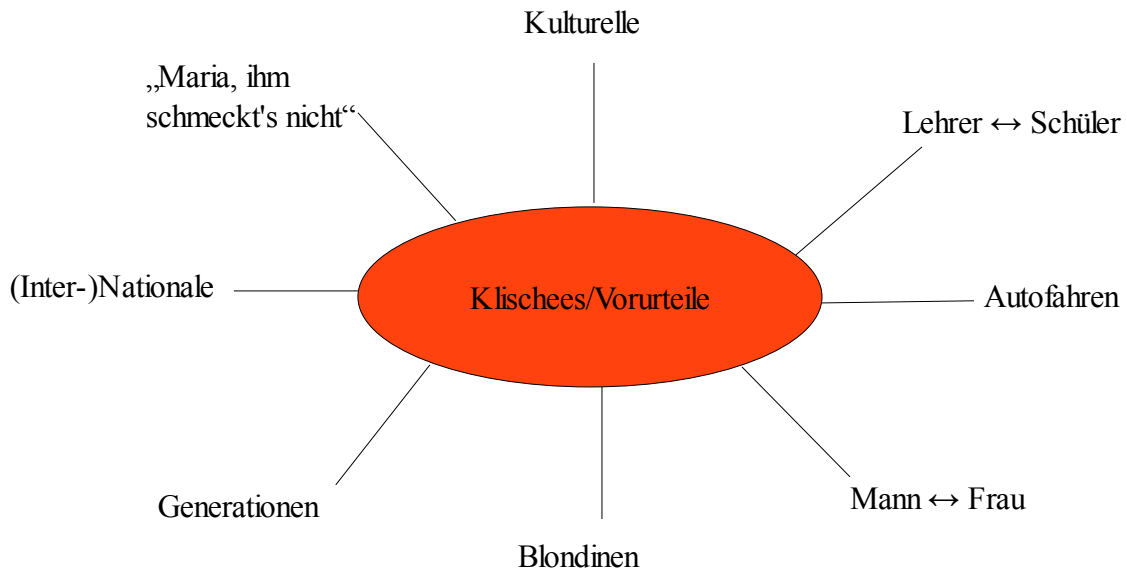 Kulturelle
„Maria, ihm
schmeckt's nicht“
Lehrer ↔ Schüler
(Inter-)Nationale
Klischees/Vorurteile
Autofahren
Generationen
Mann ↔ Frau
Blondinen